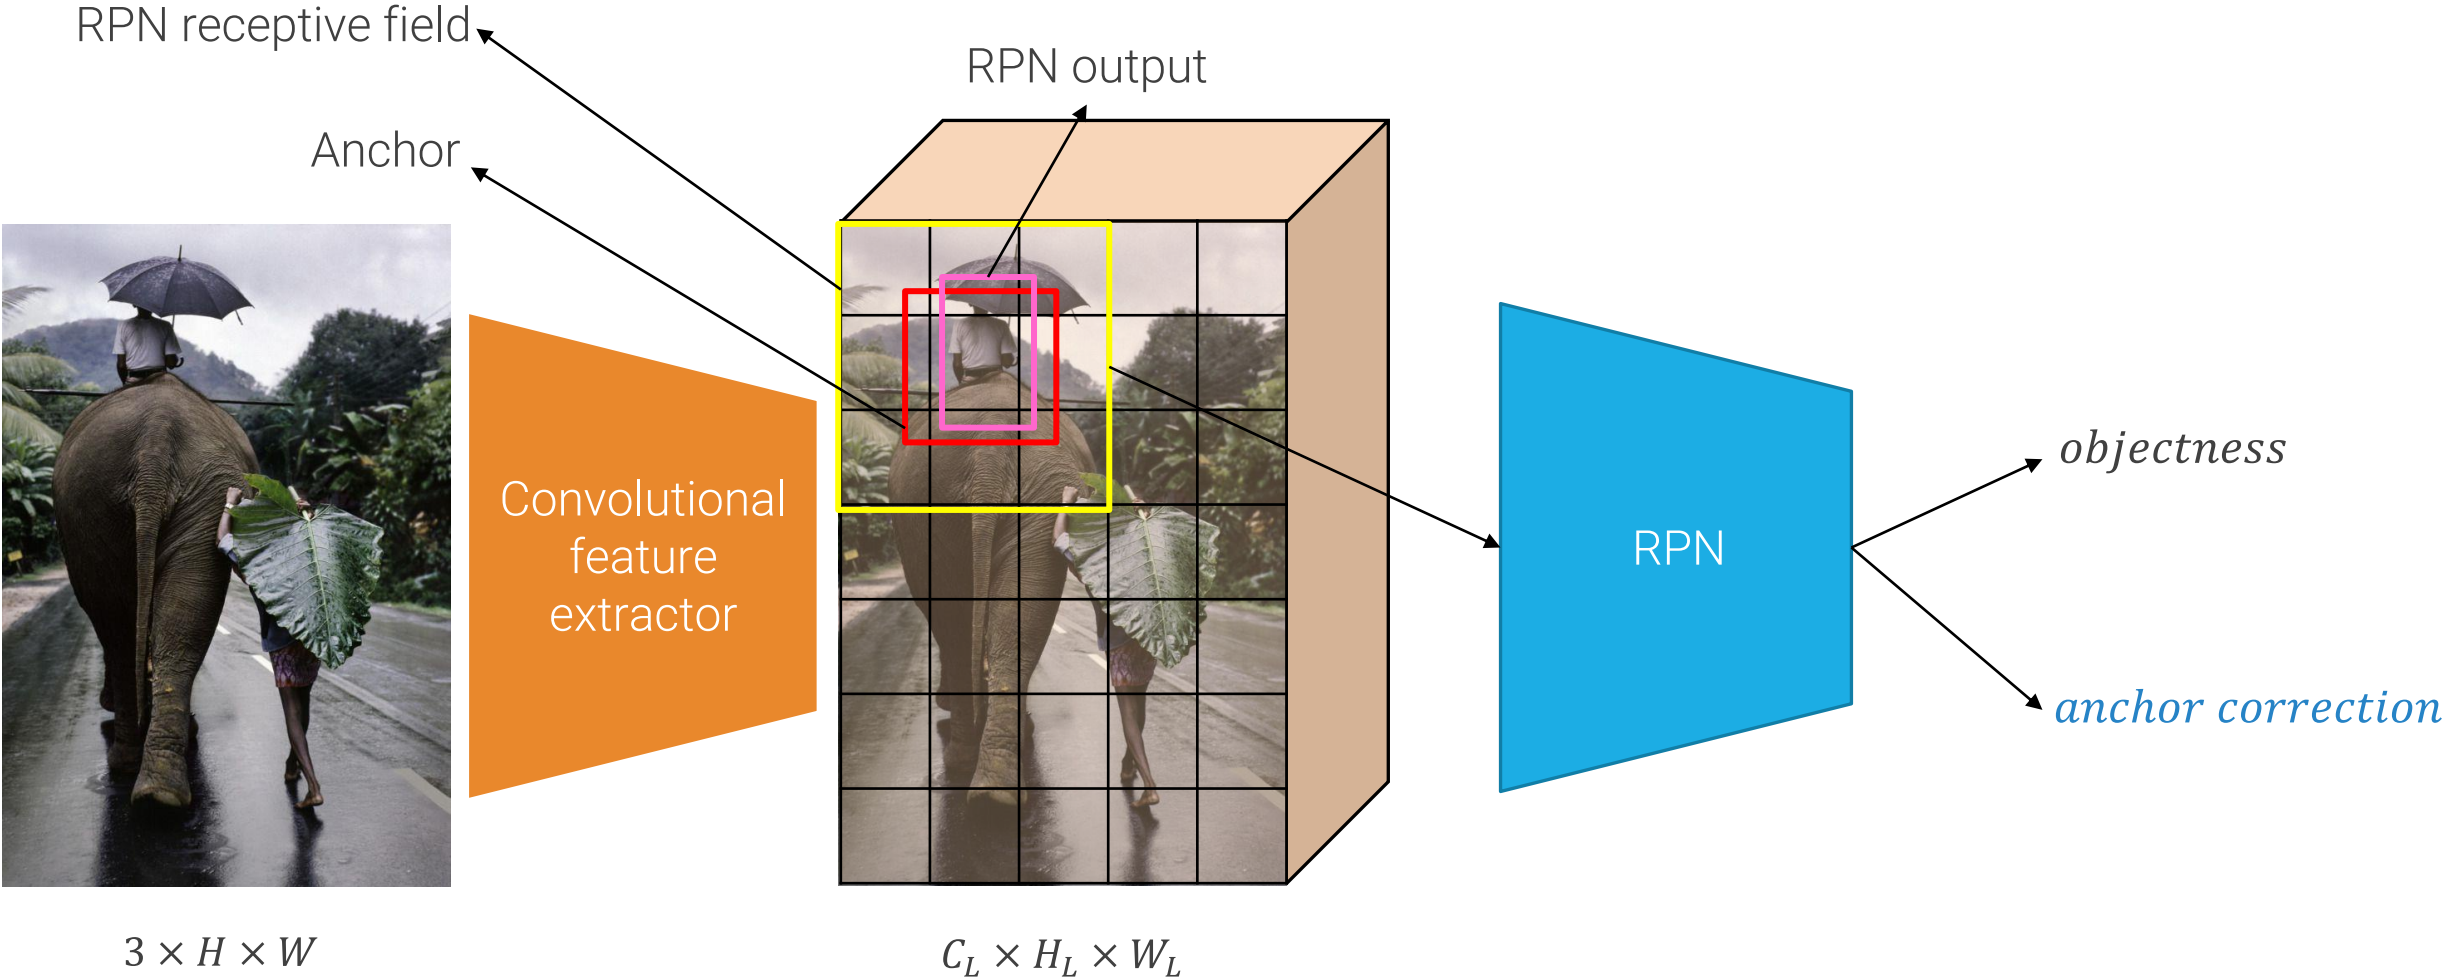 RPN receptive field
RPN output
Anchor
Convolutional
feature
extractor
RPN
objectness
anchor correction
3 × H × W
C_L × H_L × W_L